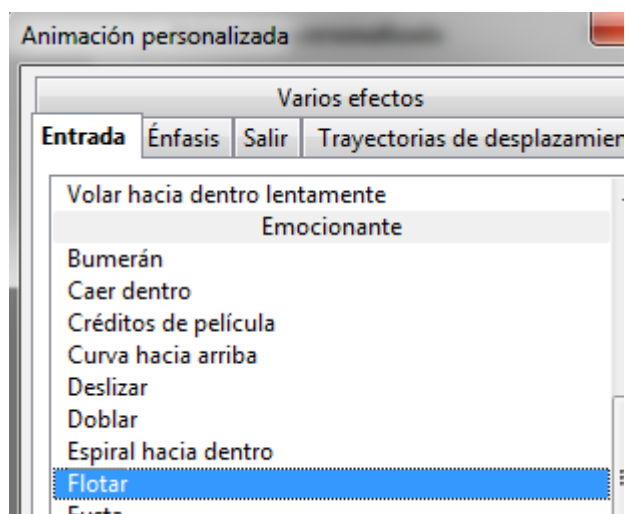 Animación personalizada
Varios efectos
Entrada Énfasis Salir Trayectorias de desplazamien
Volar hacia dentro lentamente
Emocionante
Bumerán
Caer dentro
Créditos de película
Curva hacia arriba
Deslizar
Doblar
Espiral hacia dentro
Flotar